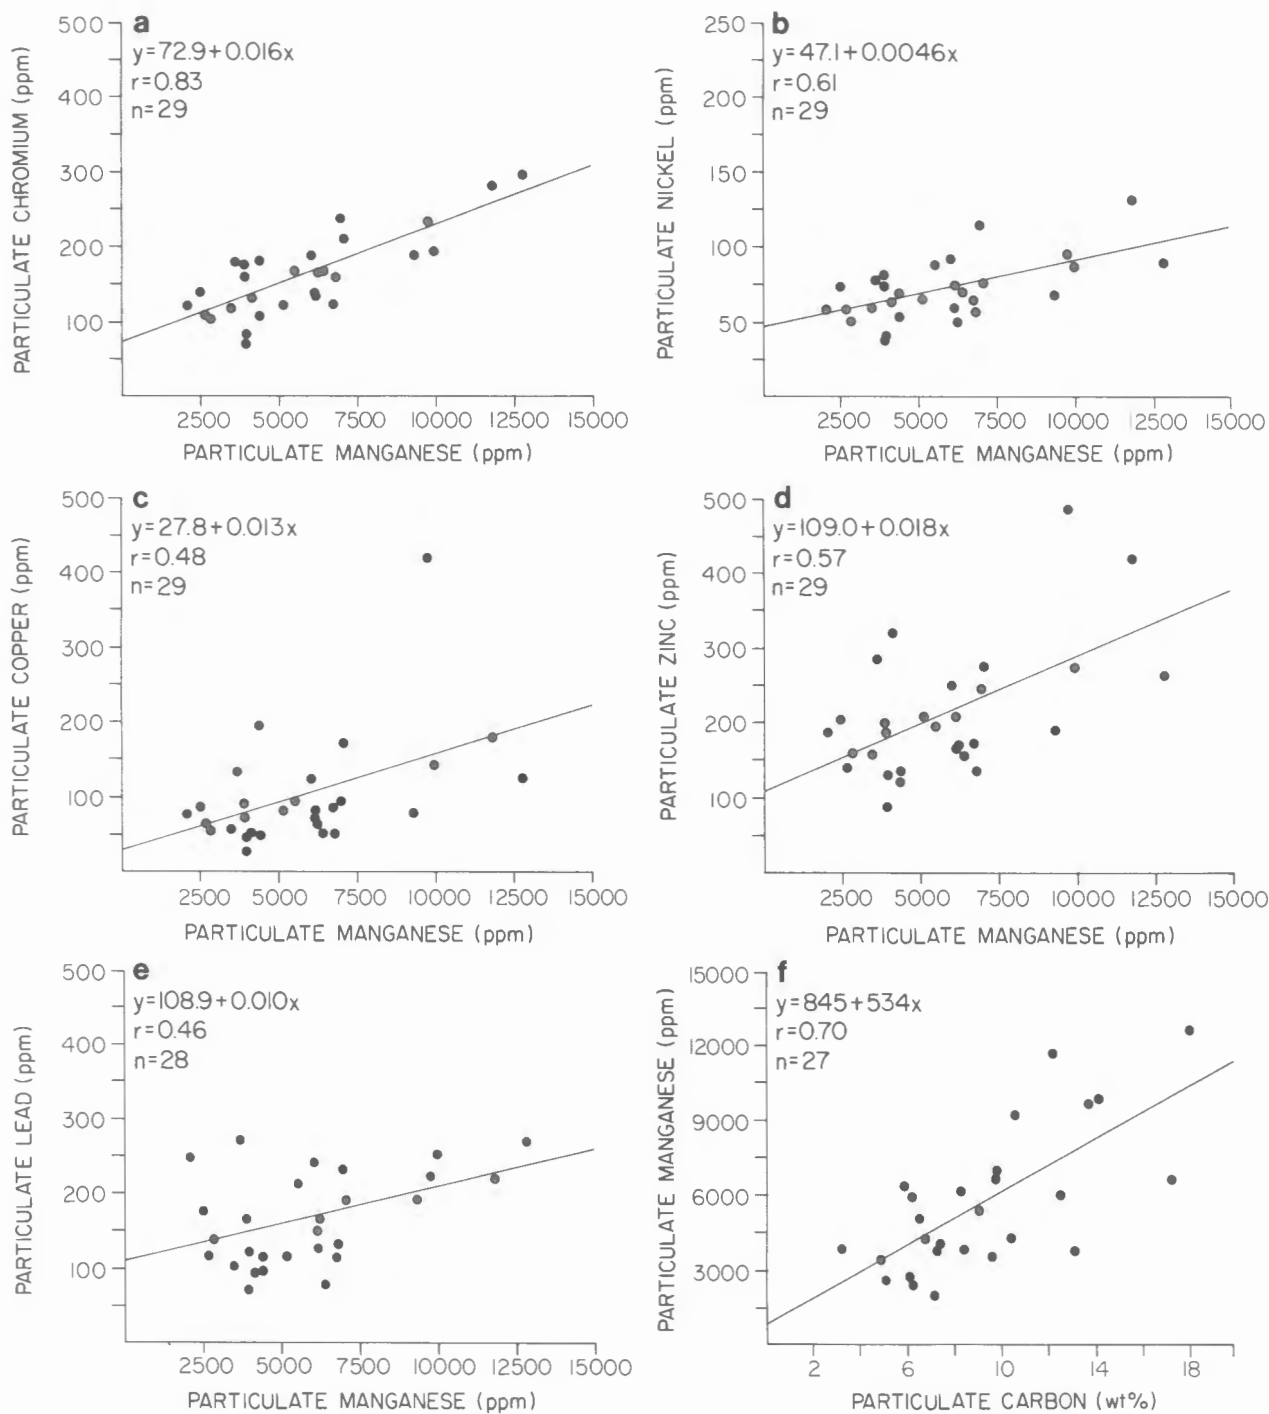 a
y=72.9+0.016x
r=0.83
n=29
500
400
300
200
100
PARTICULATE CHROMIUM (ppm)
2500 5000 7500 10000 12500 15000
PARTICULATE MANGANESE (ppm)
b
y=47.1+0.0046x
r=0.61
n=29
250
200
150
100
50
PARTICULATE NICKEL (ppm)
2500 5000 7500 10000 12500 15000
PARTICULATE MANGANESE (ppm)
c
y=27.8+0.013x
r=0.48
n=29
500
400
300
200
100
PARTICULATE COPPER (ppm)
2500 5000 7500 10000 12500 15000
PARTICULATE MANGANESE (ppm)
d
y=109.0+0.018x
r=0.57
n=29
500
400
300
200
100
PARTICULATE ZINC (ppm)
2500 5000 7500 10000 12500 15000
PARTICULATE MANGANESE (ppm)
e
y=108.9+0.010x
r=0.46
n=28
500
400
300
200
100
PARTICULATE LEAD (ppm)
2500 5000 7500 10000 12500 15000
PARTICULATE MANGANESE (ppm)
f
y=845+534x
r=0.70
n=27
15000
12000
9000
6000
3000
PARTICULATE MANGANESE (ppm)
2 6 10 14 18
PARTICULATE CARBON (wt%)